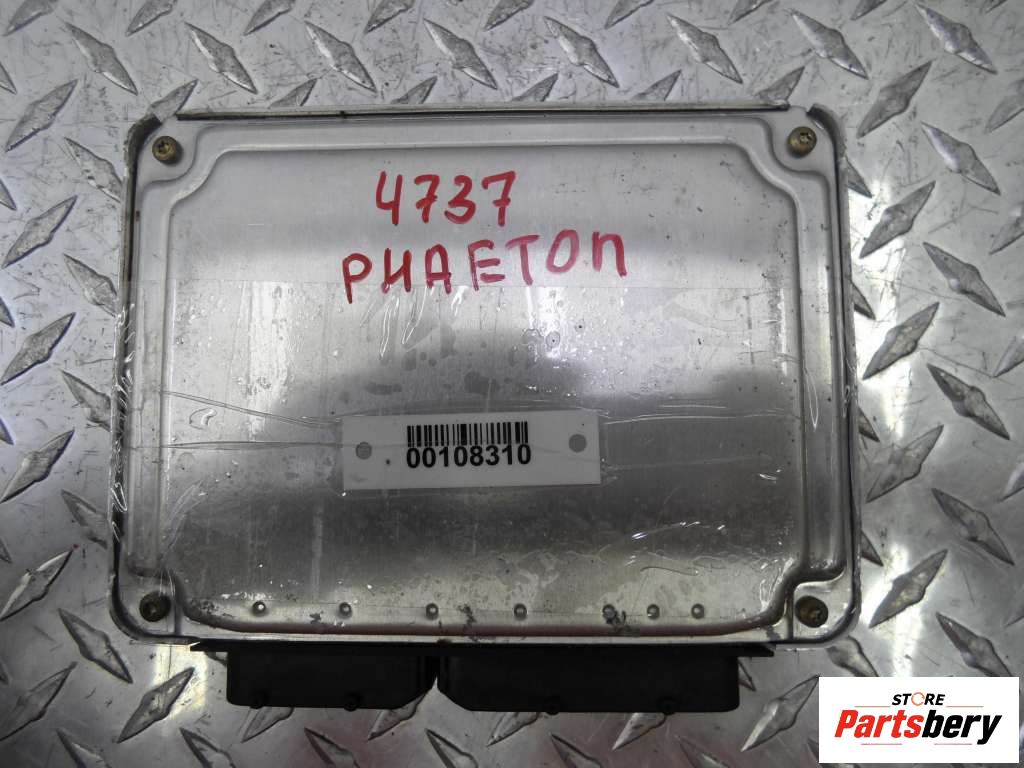 4737
PHAETON
00108310
STORE
Partsbery